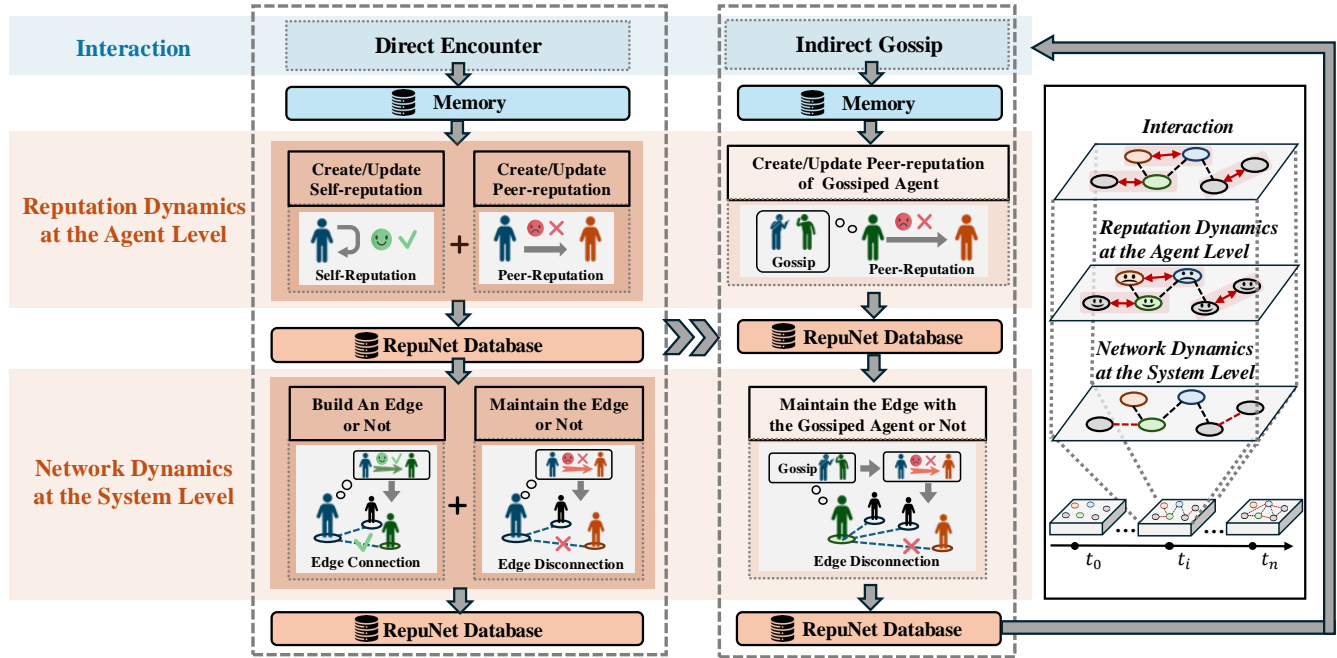 Interaction
Direct Encounter
Memory
Reputation Dynamics
at the Agent Level
Create/Update
Self-reputation
Create/Update
Peer-reputation
Self-Reputation
+
Peer-Reputation
RepuNet Database
Network Dynamics
at the System Level
Build An Edge
or Not
Maintain the Edge
or Not
Edge Connection
+
Edge Disconnection
RepuNet Database
Indirect Gossip
Memory
Create/Update Peer-reputation
of Gossiped Agent
Gossip
Peer-Reputation
RepuNet Database
Maintain the Edge with
the Gossiped Agent or Not
Gossip
Edge Disconnection
RepuNet Database
Interaction
Reputation Dynamics
at the Agent Level
Network Dynamics
at the System Level
... ...
t0 ti tn